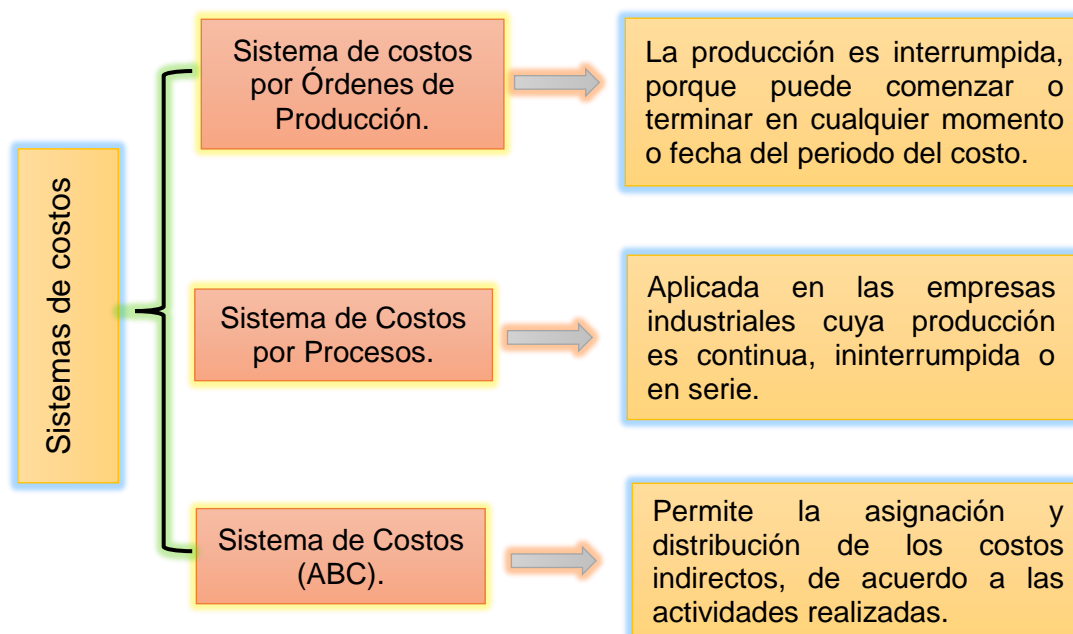 Sistemas de costos
Sistema de costos
por Órdenes de
Producción.
La producción es interrumpida,
porque puede comenzar o
terminar en cualquier momento
o fecha del periodo del costo.
Sistema de Costos
por Procesos.
Aplicada en las empresas
industriales cuya producción
es continua, ininterrumpida o
en serie.
Sistema de Costos
(ABC).
Permite la asignación y
distribución de los costos
indirectos, de acuerdo a las
actividades realizadas.